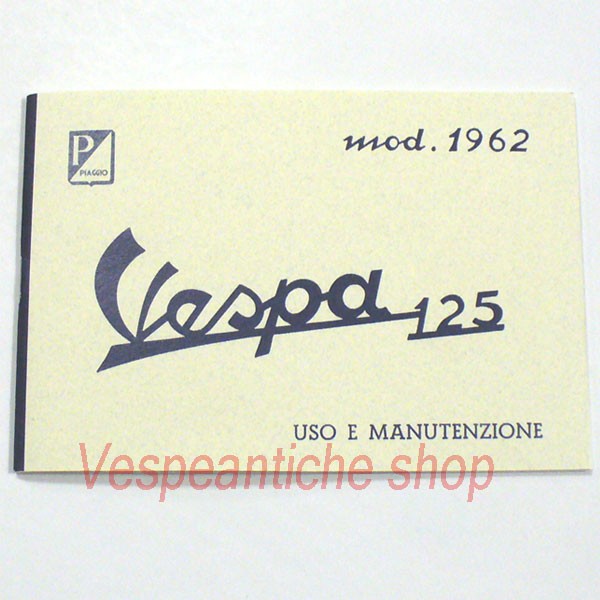 P
PIAGGIO
mod. 1962
Vespa 125
USO E MANUTENZIONE
Vespeantiche shop